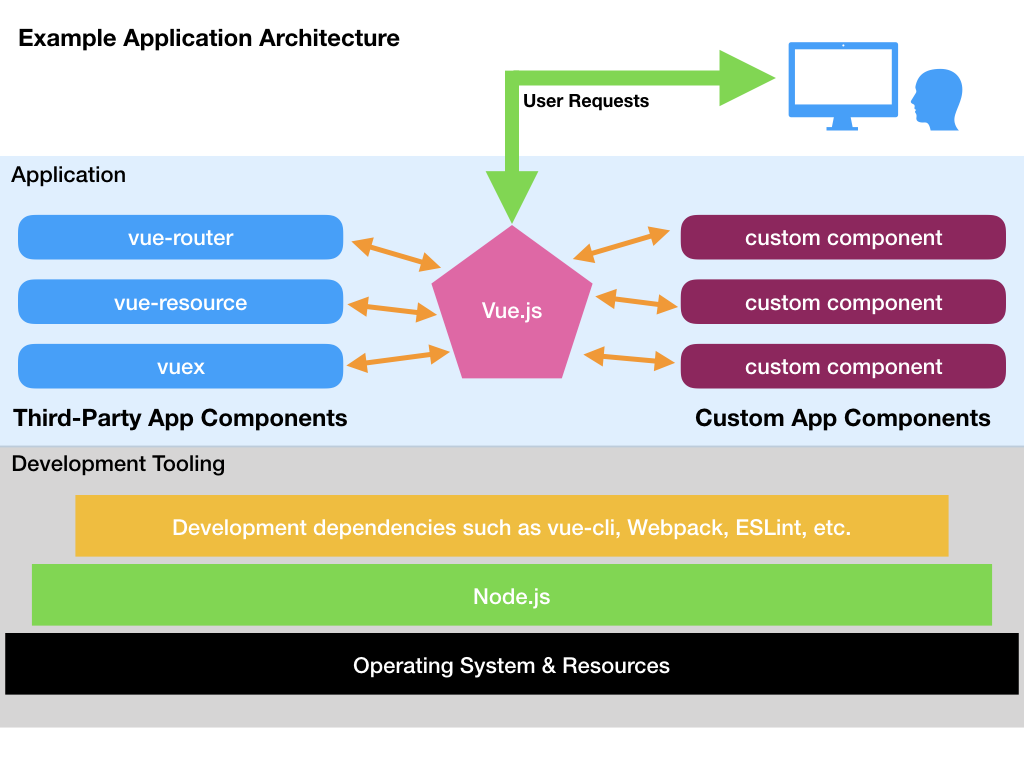 Example Application Architecture
User Requests
Application
vue-router
vue-resource
vuex
Third-Party App Components
Vue.js
custom component
custom component
custom component
Custom App Components
Development Tooling
Development dependencies such as vue-cli, Webpack, ESLint, etc.
Node.js
Operating System & Resources